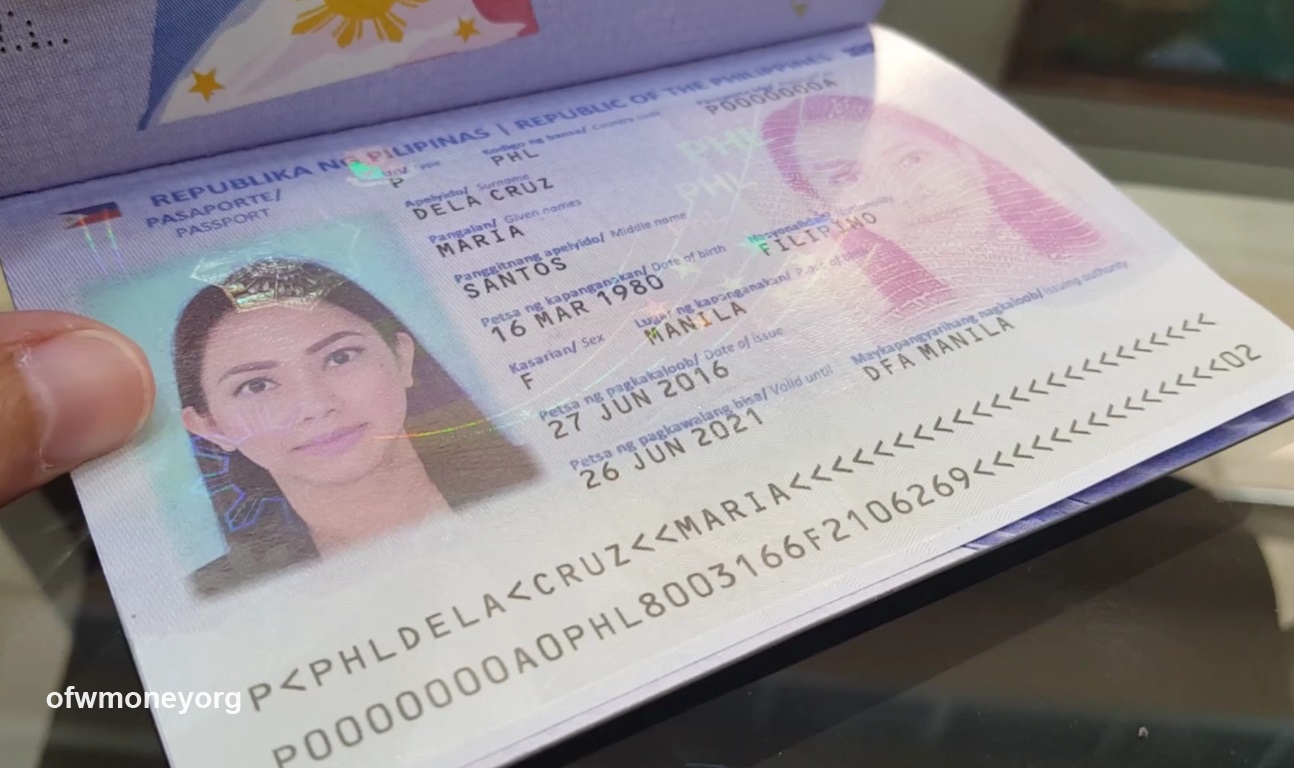 REPUBLIKA NG PILIPINAS | REPUBLIC OF THE PHILIPPINES
PASAPORTE/
PASSPORT
Kodigo ng bansa/ Country code
P
PHL
P0000000A
Apelyido/ Surname
DELA CRUZ
Pangalan/ Given names
MARIA
Panggitnang apelyido/ Middle name
SANTOS
Petsa ng kapanganakan/ Date of birth
16 MAR 1980
FILIPINO
Kasarian/ Sex
F
Lugar ng kapanganakan/ Place of birth
MANILA
Petsa ng pagkakaloob/ Date of issue
27 JUN 2016
Maykapangyarihang nagkaloob/ Issuing authority
DFA MANILA
Petsa ng pagkawalang bisa/ Valid until
26 JUN 2021
PHL
PHL
P<PHLDELA<CRUZ<<MARIA<<<<<<<<<<<<<<<<<<<<<<<
P0000000A0PHL8003166F2106269<<<<<<<<<<<<<<02
ofwmoneyorg